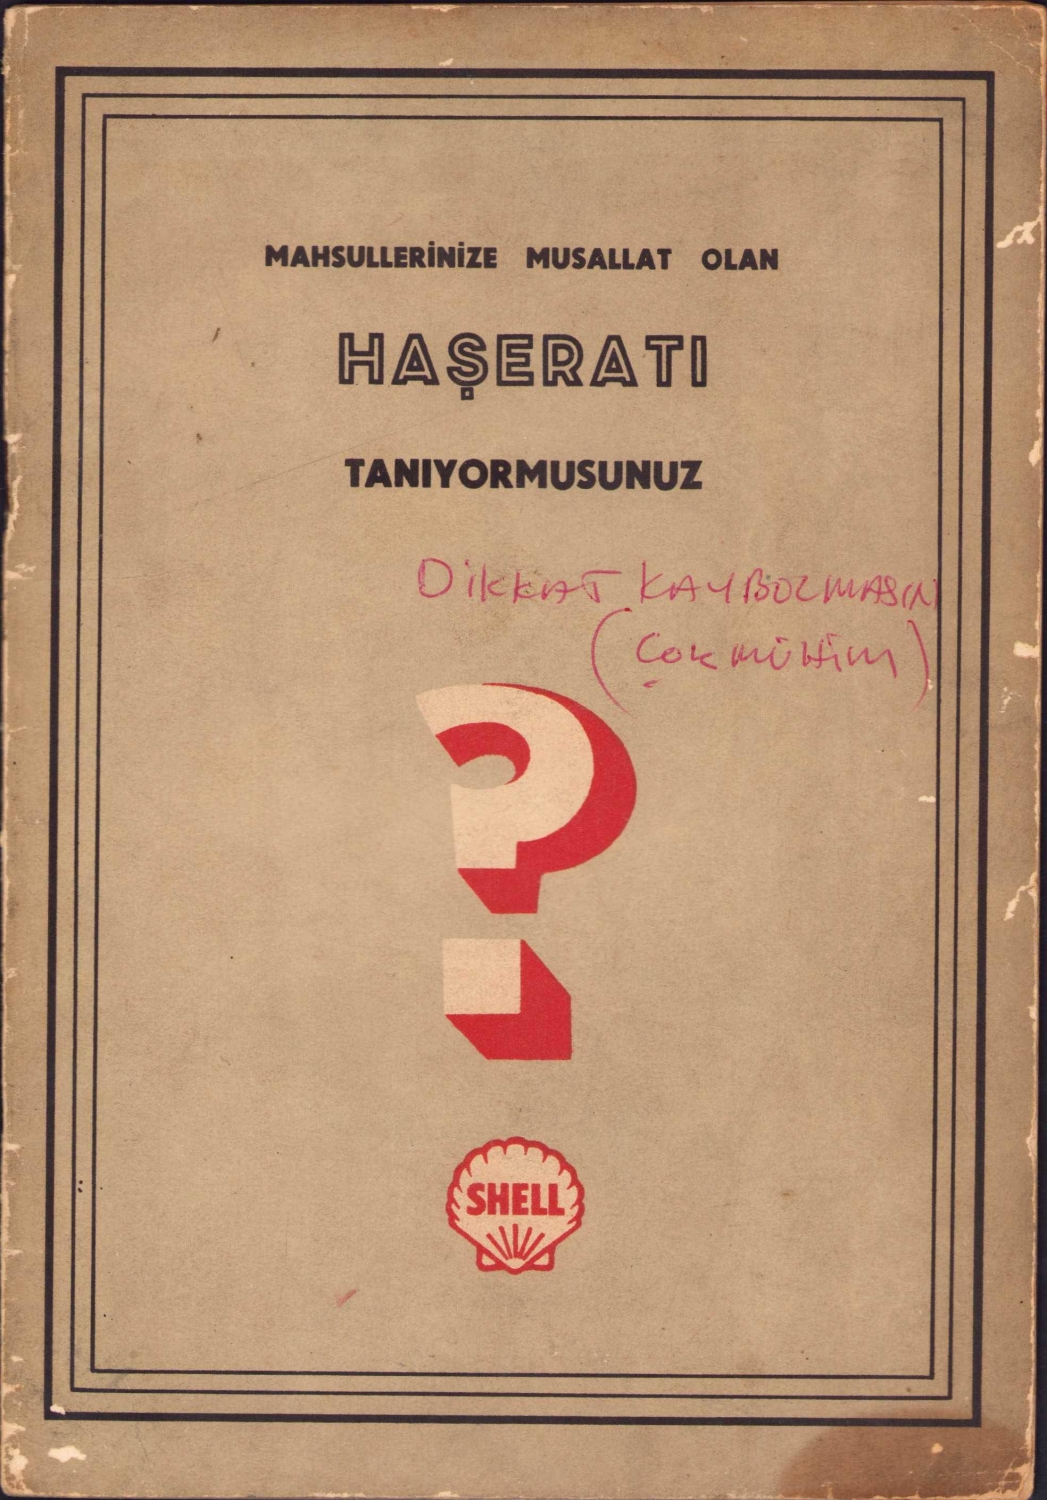 MAHSULLERİNİZE MUSALLAT OLAN
HAŞERATI
TANIYORMUSUNUZ
DİKKAT KAYBOLMASIN
(ÇOK MÜHİM)
?
SHELL